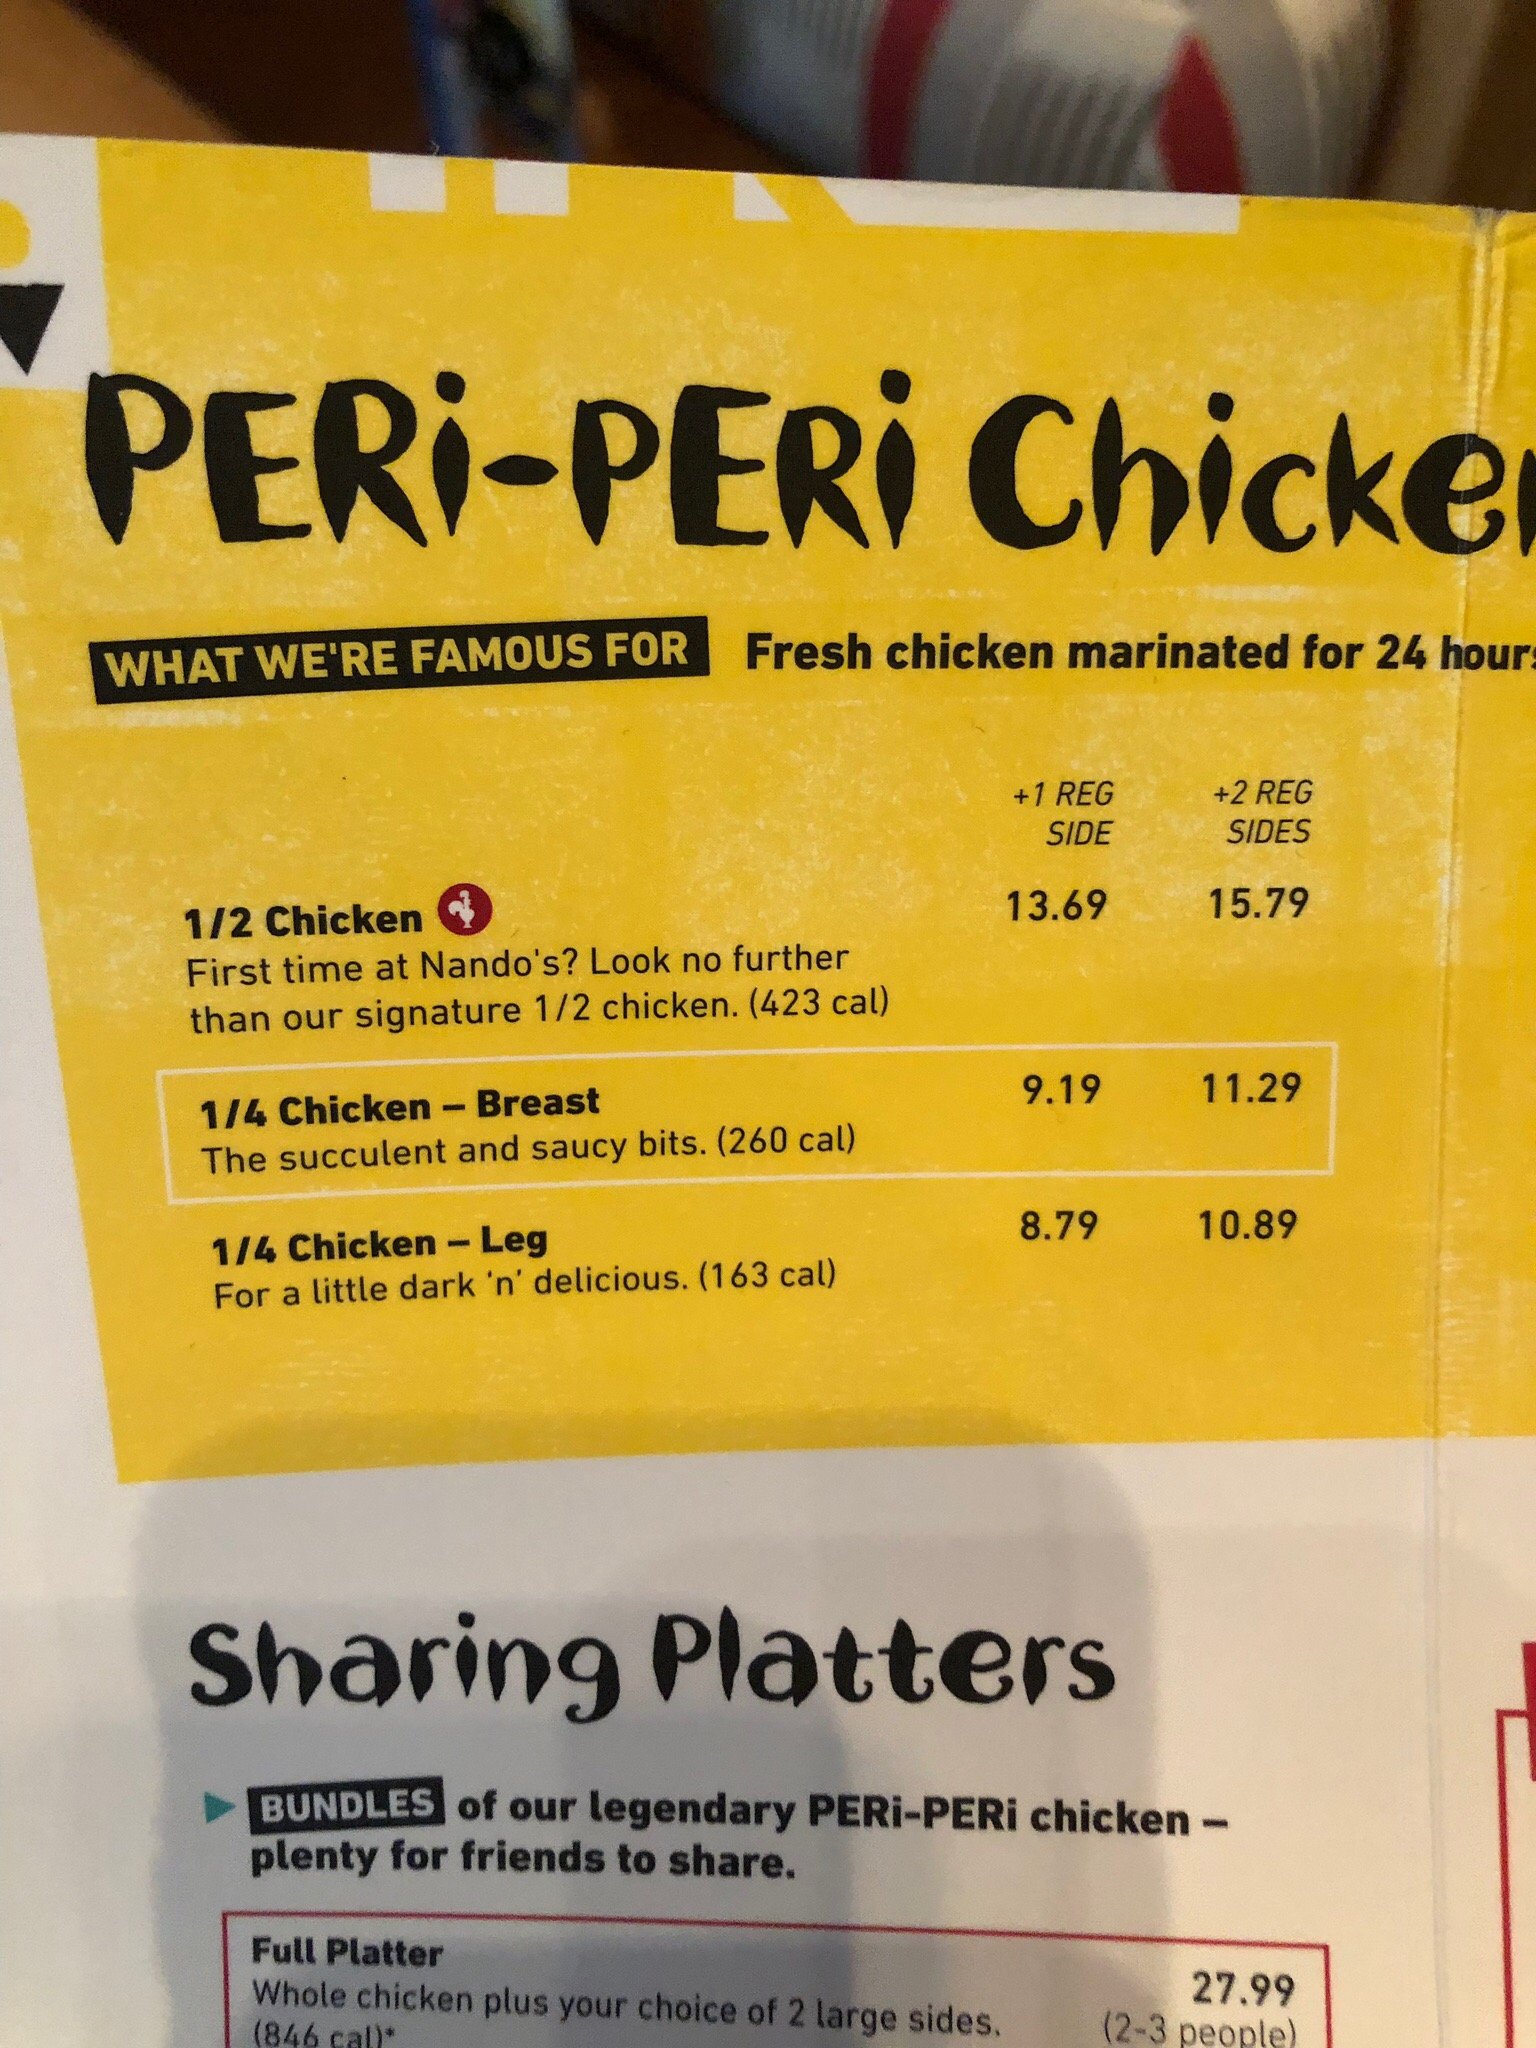 PERi-PERi Chicken
WHAT WE'RE FAMOUS FOR Fresh chicken marinated for 24 hours
+1 REG SIDE
+2 REG SIDES
1/2 Chicken 13.69 15.79
First time at Nando's? Look no further
than our signature 1/2 chicken. (423 cal)
1/4 Chicken – Breast 9.19 11.29
The succulent and saucy bits. (260 cal)
1/4 Chicken – Leg 8.79 10.89
For a little dark 'n' delicious. (163 cal)
Sharing Platters
BUNDLES of our legendary PERi-PERi chicken –
plenty for friends to share.
Full Platter 27.99
Whole chicken plus your choice of 2 large sides.
(846 cal)* (2-3 people)